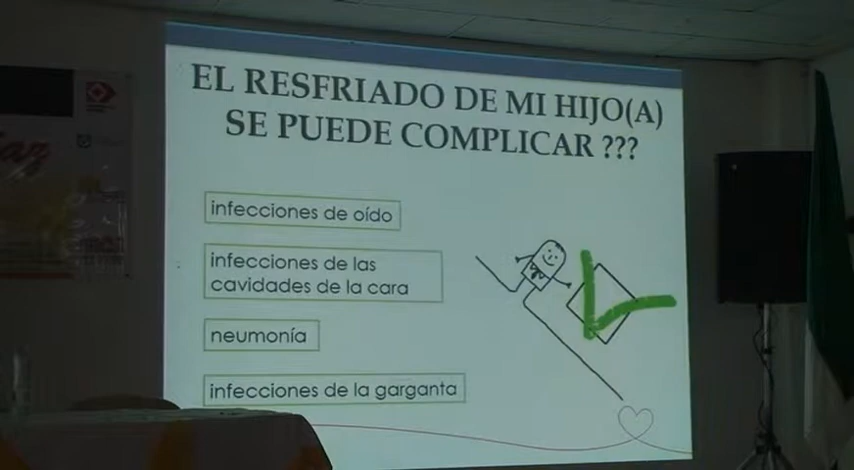 EL RESFRIADO DE MI HIJO(A)
SE PUEDE COMPLICAR ???
infecciones de oído
infecciones de las
cavidades de la cara
neumonía
infecciones de la garganta